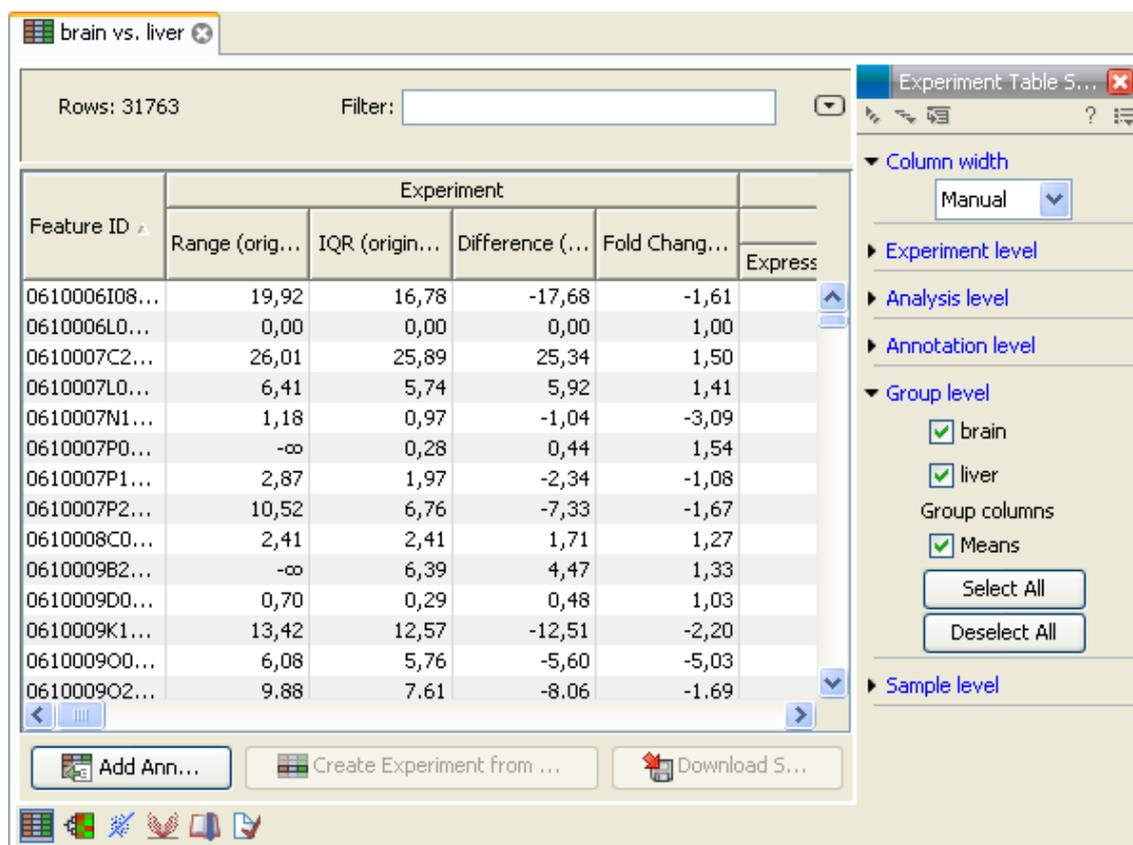 brain vs. liver
Rows: 31763 Filter:
Experiment
Feature ID Range (orig... IQR (origin... Difference (... Fold Chang... Express
0610006I08... 19,92 16,78 -17,68 -1,61
0610006L0... 0,00 0,00 0,00 1,00
0610007C2... 26,01 25,89 25,34 1,50
0610007L0... 6,41 5,74 5,92 1,41
0610007N1... 1,18 0,97 -1,04 -3,09
0610007P0... -∞ 0,28 0,44 1,54
0610007P1... 2,87 1,97 -2,34 -1,08
0610007P2... 10,52 6,76 -7,33 -1,67
0610008C0... 2,41 2,41 1,71 1,27
0610009B2... -∞ 6,39 4,47 1,33
0610009D0... 0,70 0,29 0,48 1,03
0610009K1... 13,42 12,57 -12,51 -2,20
0610009O0... 6,08 5,76 -5,60 -5,03
0610009O2... 9,88 7,61 -8,06 -1,69
Add Ann... Create Experiment from ... Download S...
Experiment Table S...
?
Column width
Manual
Experiment level
Analysis level
Annotation level
Group level
brain
liver
Group columns
Means
Select All
Deselect All
Sample level